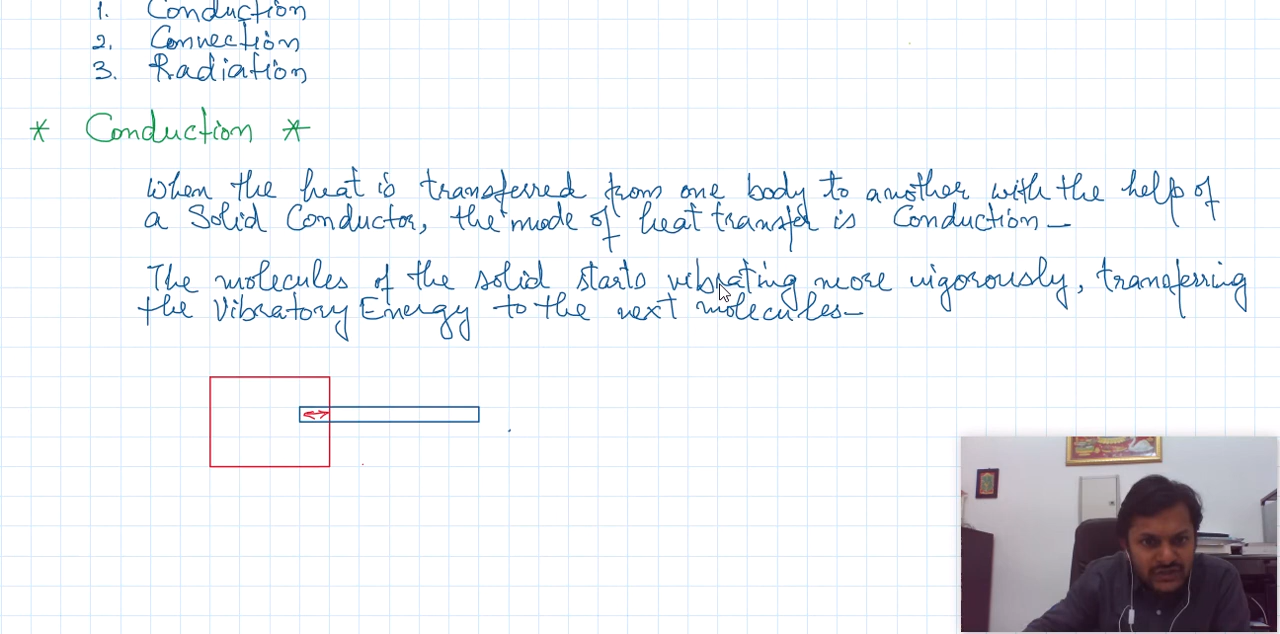 1. Conduction
2. Convection
3. Radiation
* Conduction *
When the heat is transferred from one body to another with the help of
a Solid Conductor, the mode of heat transfer is Conduction—
The molecules of the solid starts vibrating more vigorously, transferring
the Vibratory Energy to the next molecules—